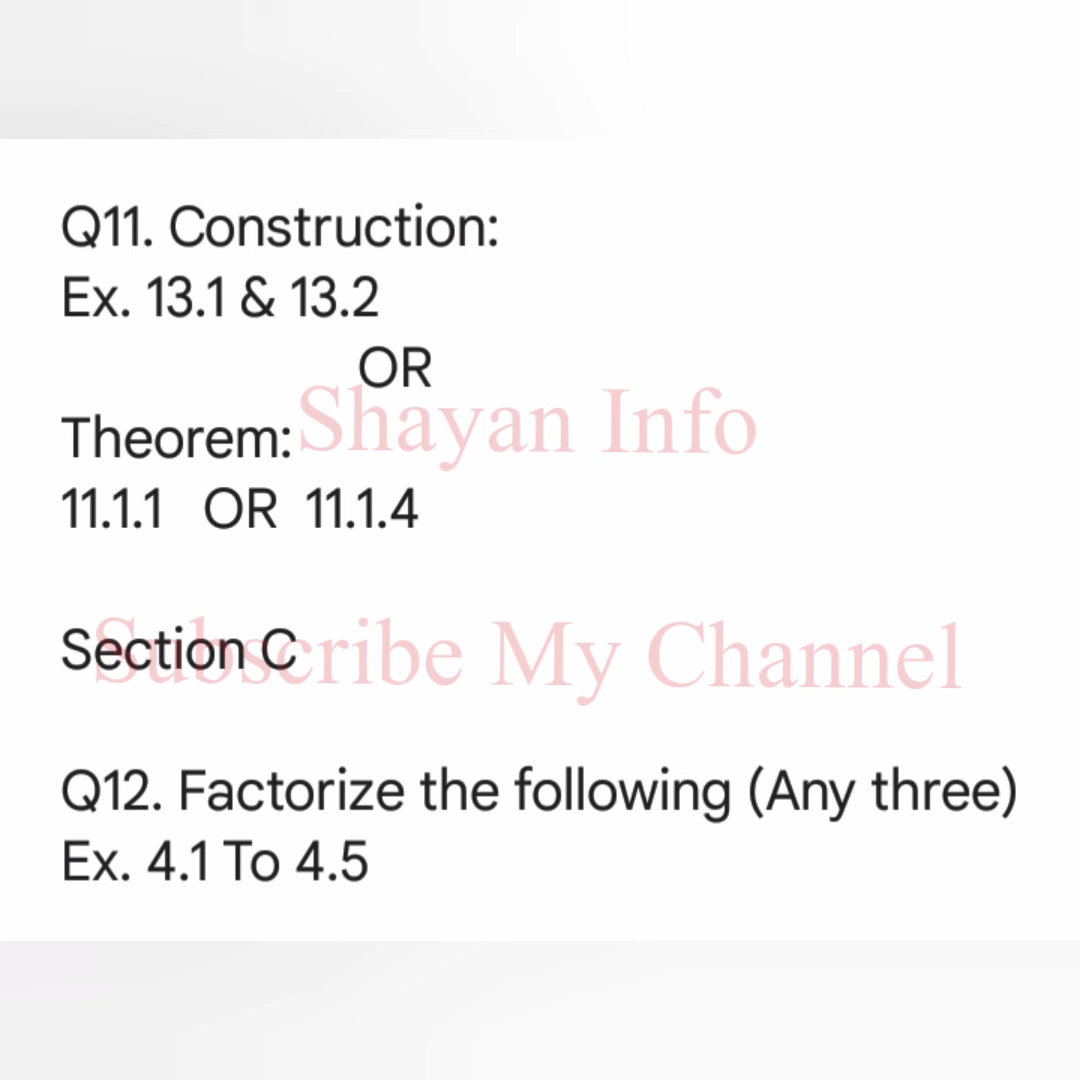 Q11. Construction:
Ex. 13.1 & 13.2
OR
Shayan Info
Theorem:
11.1.1 OR 11.1.4
Section C
Subscribe My Channel
Q12. Factorize the following (Any three)
Ex. 4.1 To 4.5